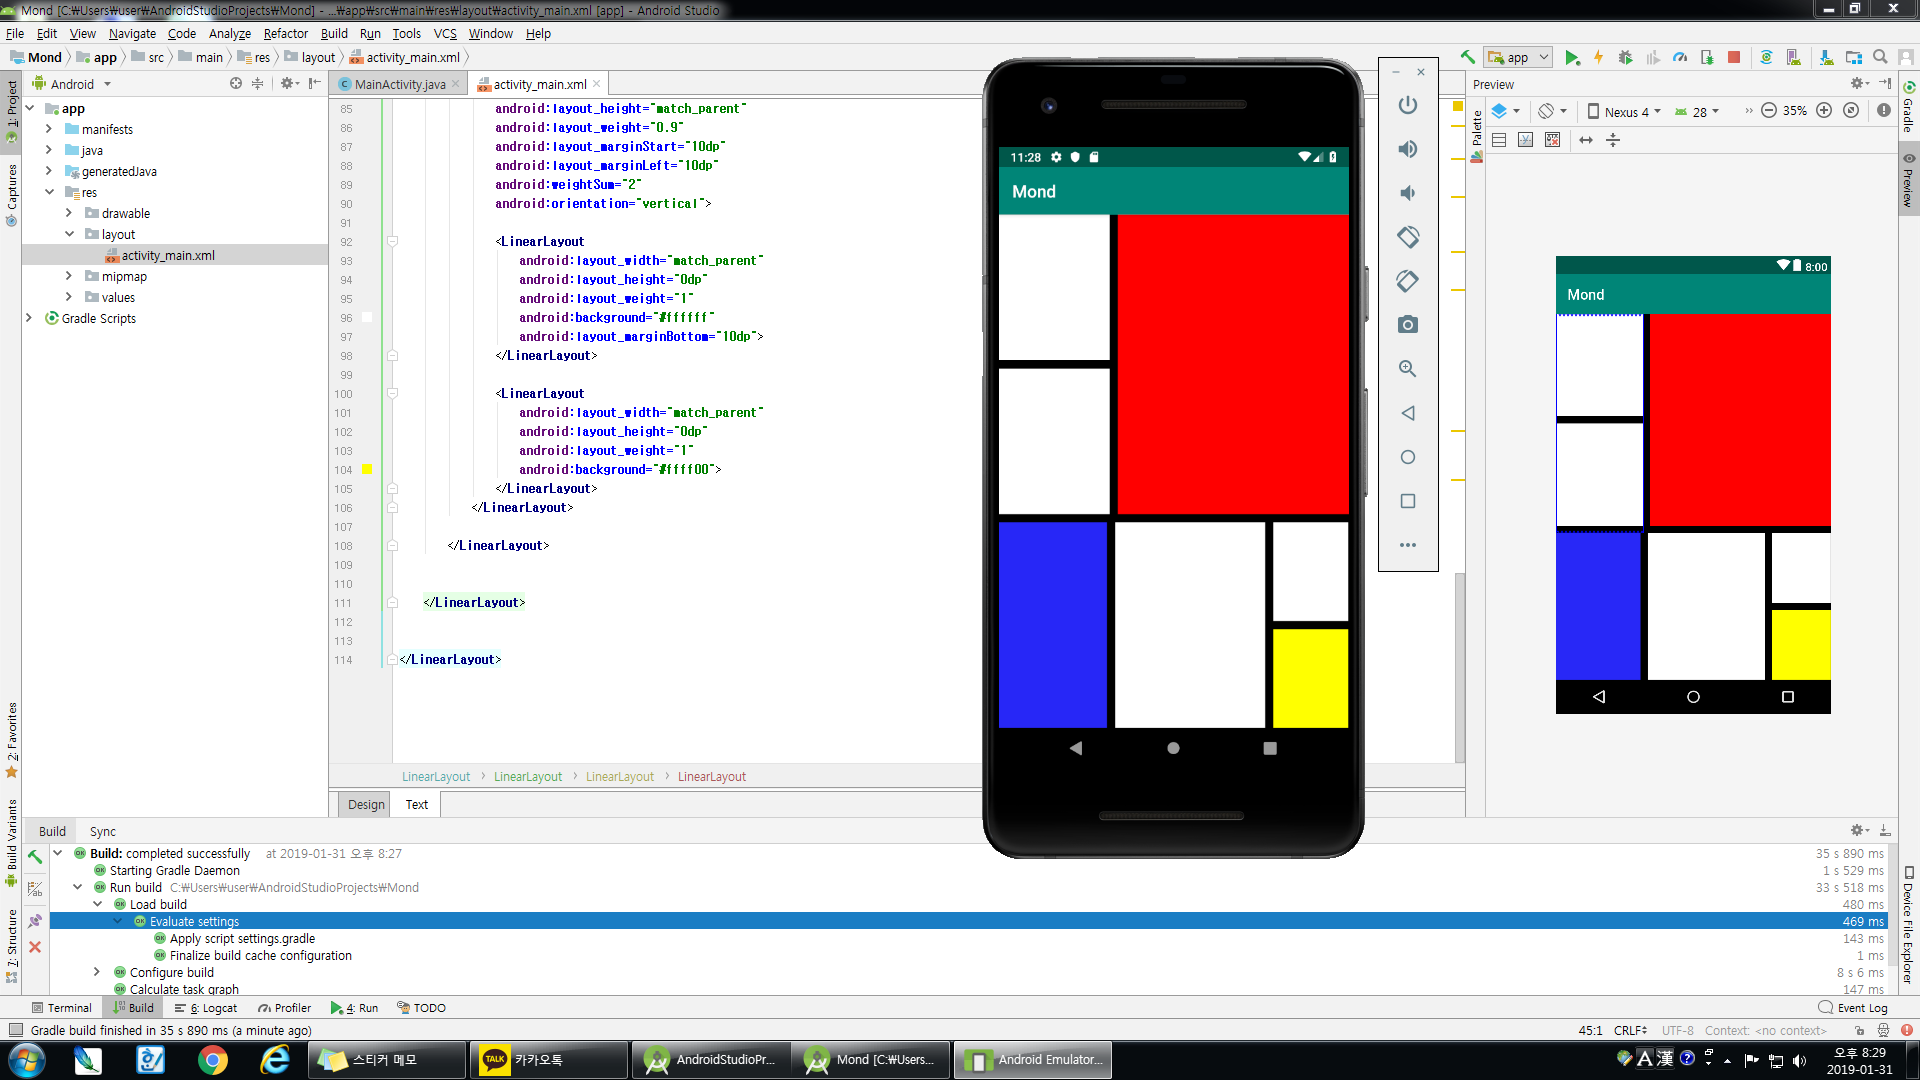 Mond [C:\Users\user\AndroidStudioProjects\Mond] - ...\app\src\main\res\layout\activity_main.xml [app] - Android Studio
File Edit View Navigate Code Analyze Refactor Build Run Tools VCS Window Help
Mond app src main res layout activity_main.xml
app
Android
MainActivity.java
activity_main.xml
Preview
1: Project
Captures
2: Favorites
Build Variants
7: Structure
app
manifests
java
generatedJava
res
drawable
layout
activity_main.xml
mipmap
values
Gradle Scripts
85 android:layout_height="match_parent"
86 android:layout_weight="0.9"
87 android:layout_marginStart="10dp"
88 android:layout_marginLeft="10dp"
89 android:weightSum="2"
90 android:orientation="vertical">
91
92 <LinearLayout
93 android:layout_width="match_parent"
94 android:layout_height="0dp"
95 android:layout_weight="1"
96 android:background="#ffffff"
97 android:layout_marginBottom="10dp">
98 </LinearLayout>
99
100 <LinearLayout
101 android:layout_width="match_parent"
102 android:layout_height="0dp"
103 android:layout_weight="1"
104 android:background="#ffff00">
105 </LinearLayout>
106 </LinearLayout>
107
108 </LinearLayout>
109
110
111 </LinearLayout>
112
113
114 </LinearLayout>
LinearLayout LinearLayout LinearLayout LinearLayout
Design Text
11:28
Mond
Palette
Nexus 4 28 35%
8:00
Mond
Gradle
Preview
Device File Explorer
Build Sync
Build: completed successfully at 2019-01-31 오후 8:27 35 s 890 ms
Starting Gradle Daemon 1 s 529 ms
Run build C:\Users\user\AndroidStudioProjects\Mond 33 s 518 ms
Load build 480 ms
Evaluate settings 469 ms
Apply script settings.gradle 143 ms
Finalize build cache configuration 1 ms
Configure build 8 s 6 ms
Calculate task graph 147 ms
Terminal Build 6: Logcat Profiler 4: Run TODO Event Log
Gradle build finished in 35 s 890 ms (a minute ago) 45:1 CRLF UTF-8 Context: <no context>
스티커 메모
TALK 카카오톡
AndroidStudioPr...
Mond [C:\Users...
Android Emulator...
A 漢
오후 8:29
2019-01-31